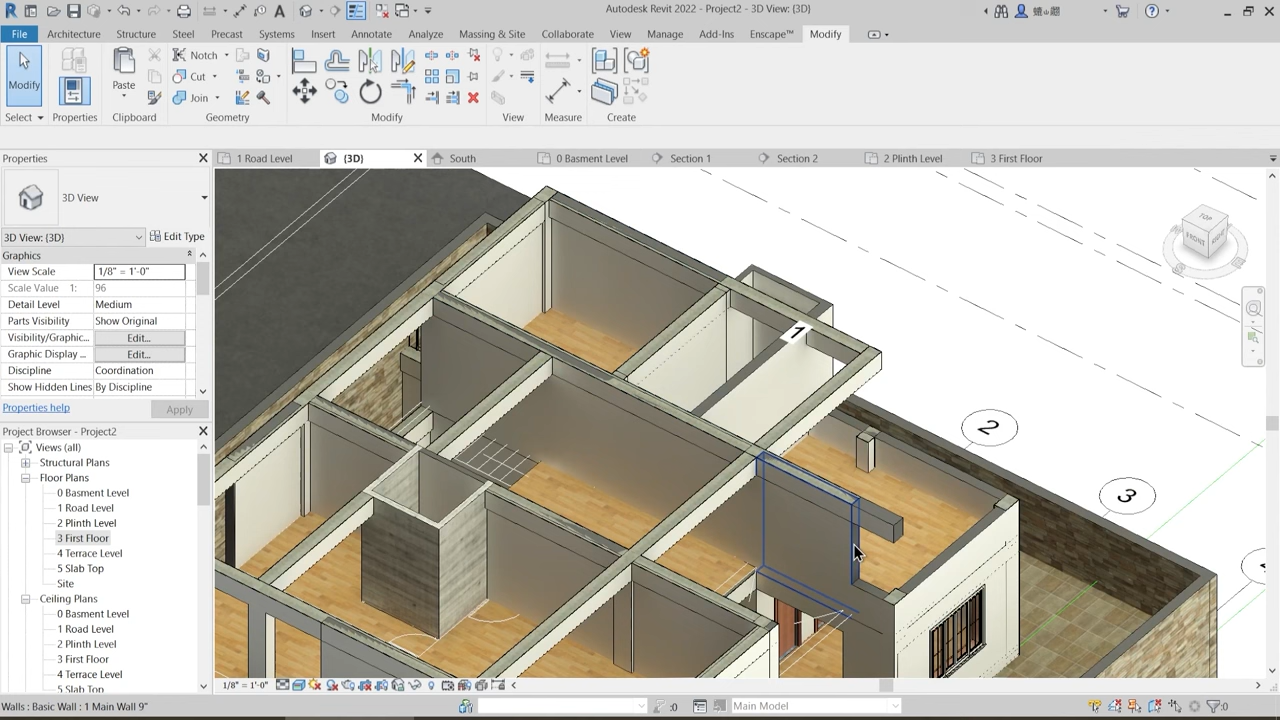 Autodesk Revit 2022 - Project2 - 3D View: {3D}
File Architecture Structure Steel Precast Systems Insert Annotate Analyze Massing & Site Collaborate View Manage Add-Ins Enscape™ Modify
Modify
Paste
Notch
Cut
Join
Select Properties Clipboard Geometry Modify View Measure Create
Properties
1 Road Level (3D) South 0 Basment Level Section 1 Section 2 2 Plinth Level 3 First Floor
3D View
3D View: {3D} Edit Type
Graphics
View Scale 1/8" = 1'-0"
Scale Value 1: 96
Detail Level Medium
Parts Visibility Show Original
Visibility/Graphic... Edit...
Graphic Display ... Edit...
Discipline Coordination
Show Hidden Lines By Discipline
Properties help Apply
Project Browser - Project2
Views (all)
Structural Plans
Floor Plans
0 Basment Level
1 Road Level
2 Plinth Level
3 First Floor
4 Terrace Level
5 Slab Top
Site
Ceiling Plans
0 Basment Level
1 Road Level
2 Plinth Level
3 First Floor
4 Terrace Level
5 Slab Top
TOP
FRONT
RIGHT
1
2
3
1/8" = 1'-0"
Walls : Basic Wall : 1 Main Wall 9" :0 Main Model :0